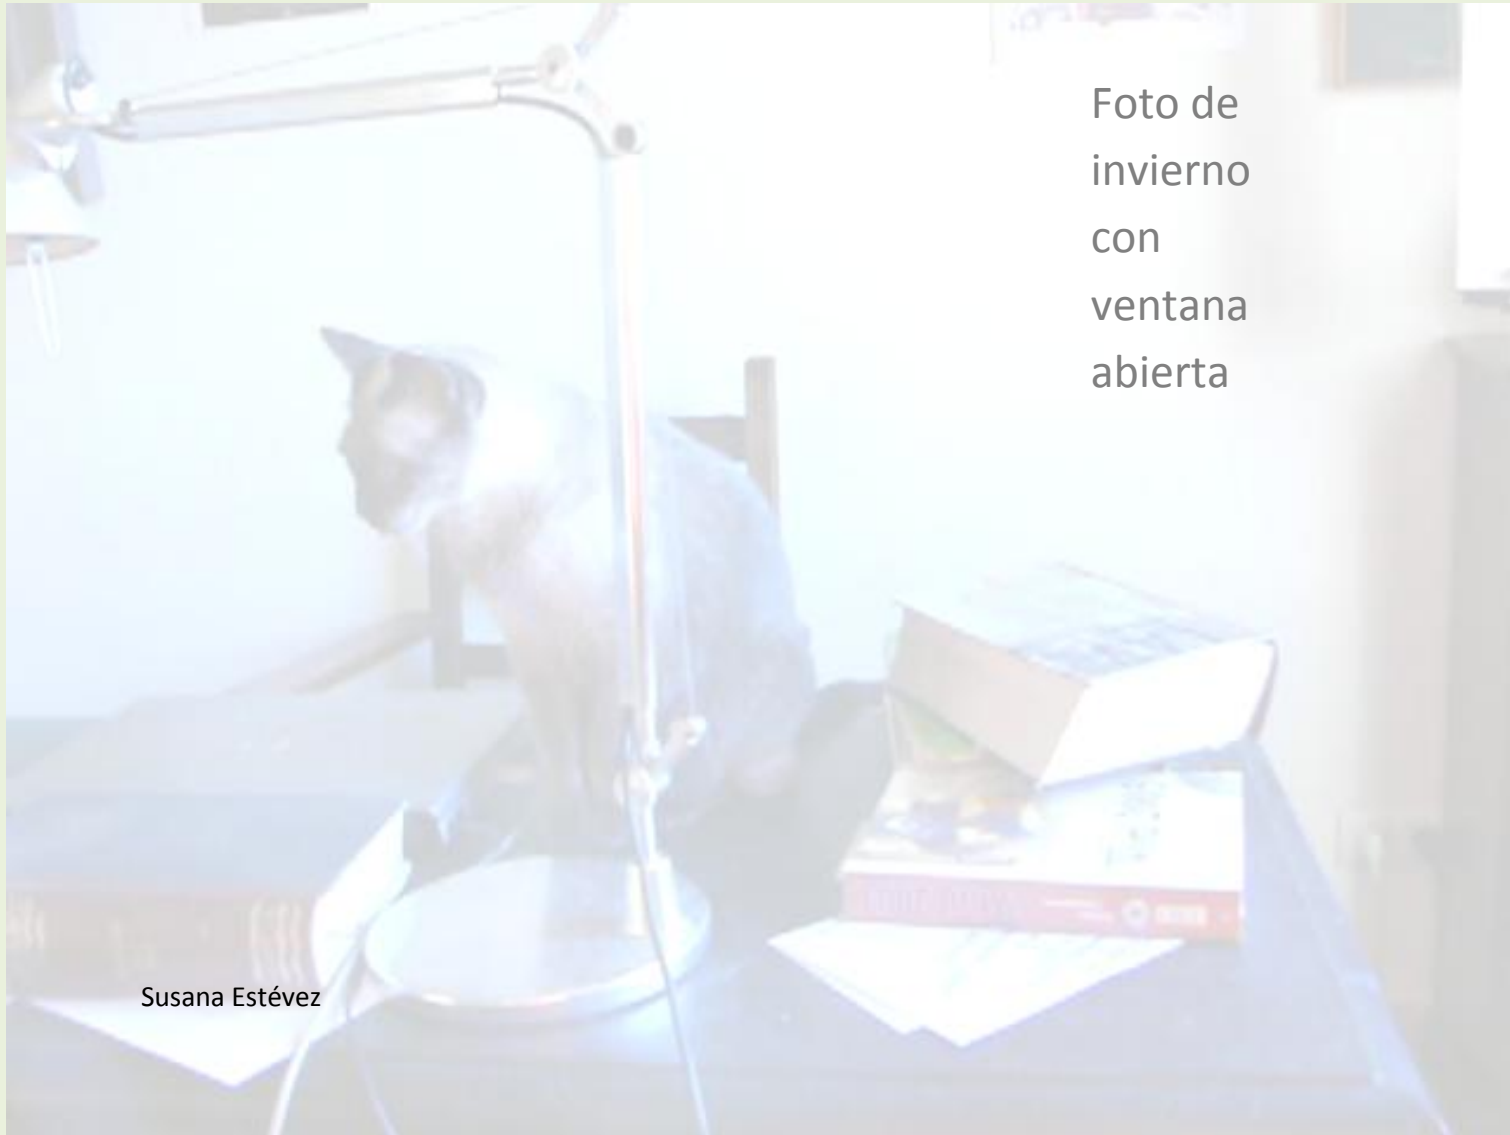 Foto de
invierno
con
ventana
abierta
Susana Estévez